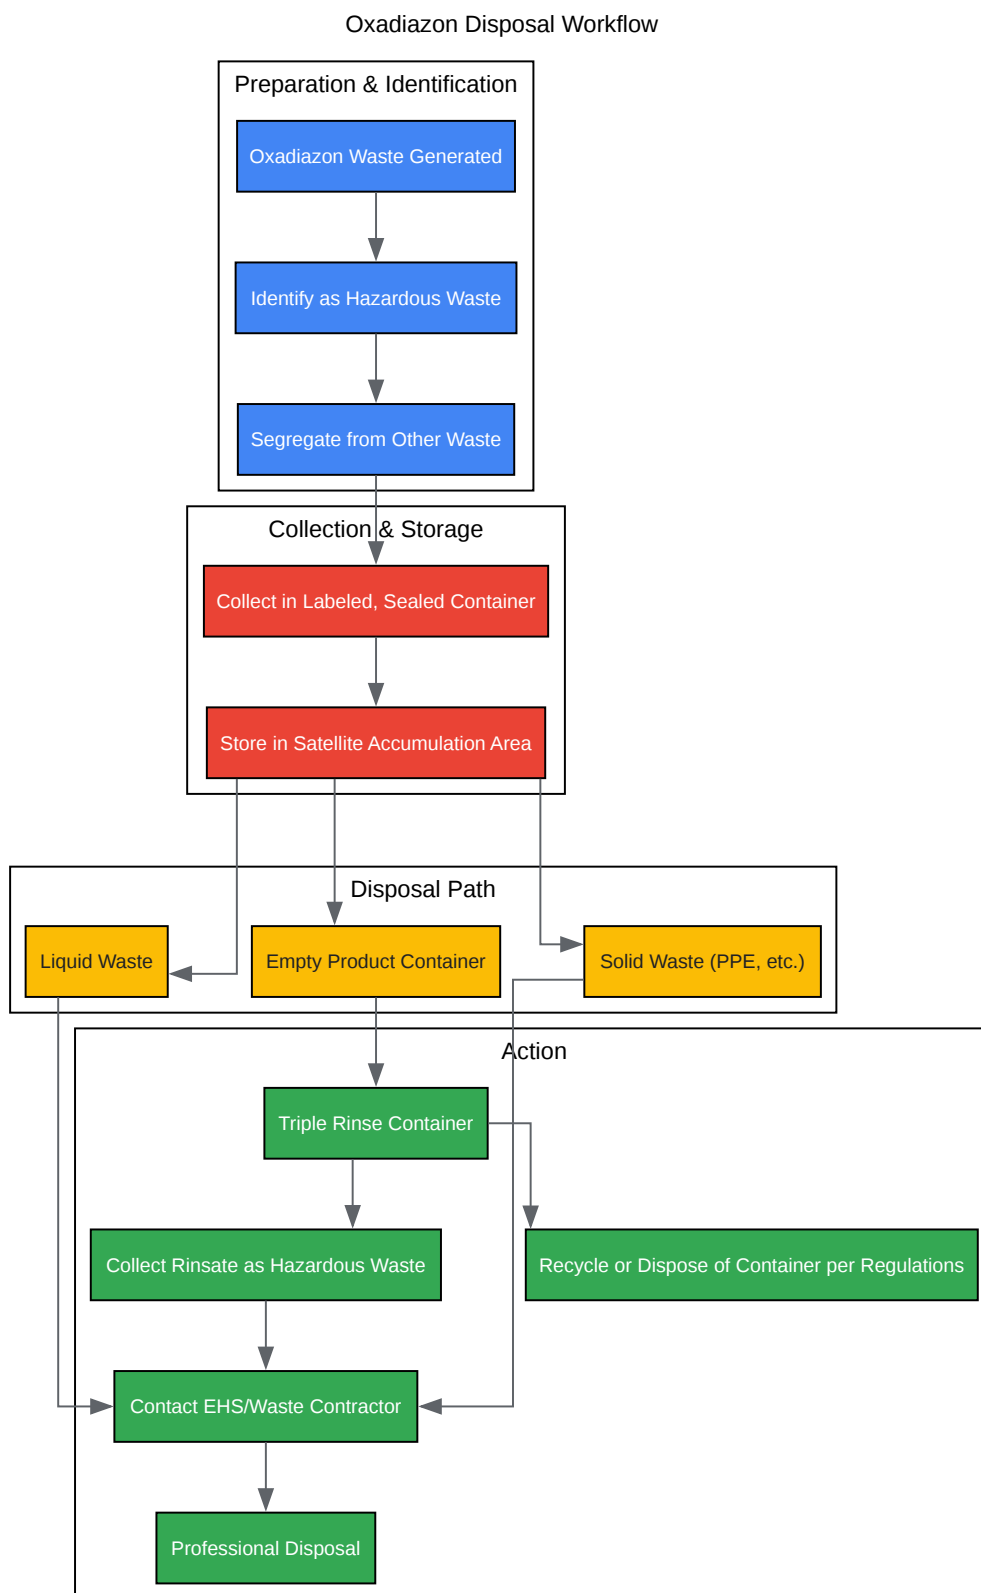 Oxadiazon Disposal Workflow
Preparation & Identification
Oxadiazon Waste Generated
Identify as Hazardous Waste
Segregate from Other Waste
Collection & Storage
Collect in Labeled, Sealed Container
Store in Satellite Accumulation Area
Disposal Path
Liquid Waste
Empty Product Container
Solid Waste (PPE, etc.)
Action
Triple Rinse Container
Collect Rinsate as Hazardous Waste
Recycle or Dispose of Container per Regulations
Contact EHS/Waste Contractor
Professional Disposal